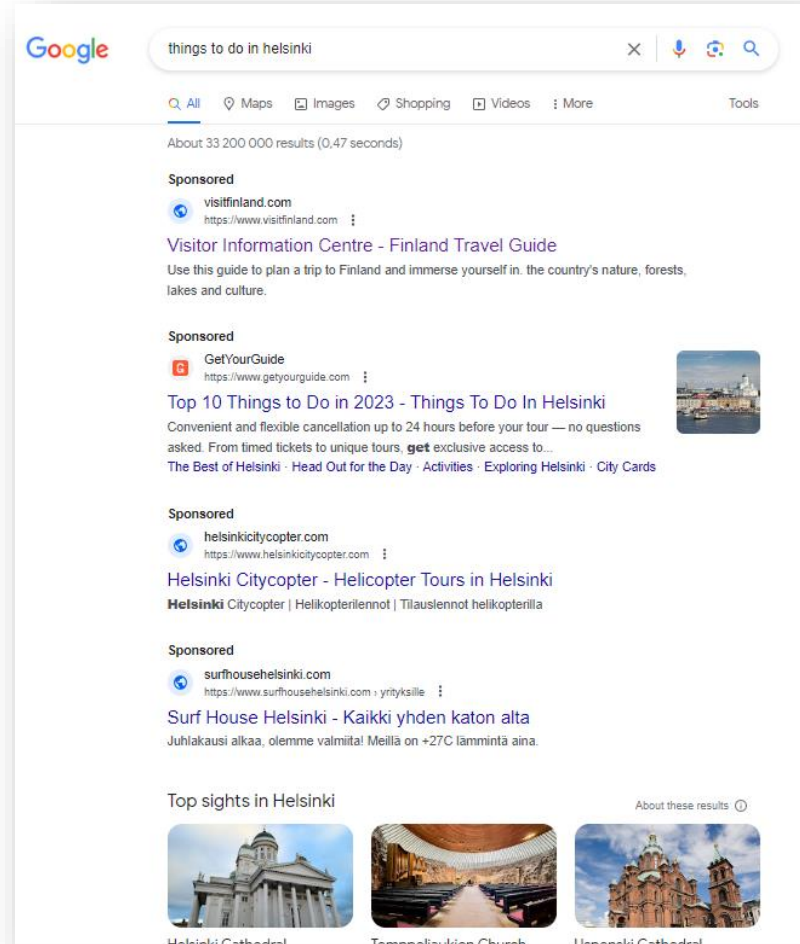 Google
things to do in helsinki
All Maps Images Shopping Videos More Tools
About 33 200 000 results (0,47 seconds)
Sponsored
visitfinland.com
https://www.visitfinland.com
Visitor Information Centre - Finland Travel Guide
Use this guide to plan a trip to Finland and immerse yourself in. the country's nature, forests,
lakes and culture.
Sponsored
G
GetYourGuide
https://www.getyourguide.com
Top 10 Things to Do in 2023 - Things To Do In Helsinki
Convenient and flexible cancellation up to 24 hours before your tour — no questions
asked. From timed tickets to unique tours, get exclusive access to...
The Best of Helsinki · Head Out for the Day · Activities · Exploring Helsinki · City Cards
Sponsored
helsinkicitycopter.com
https://www.helsinkicitycopter.com
Helsinki Citycopter - Helicopter Tours in Helsinki
Helsinki Citycopter | Helikopterilennot | Tilauslennot helikopterilla
Sponsored
surfhousehelsinki.com
https://www.surfhousehelsinki.com › yrityksille
Surf House Helsinki - Kaikki yhden katon alta
Juhlakausi alkaa, olemme valmiita! Meillä on +27C lämmintä aina.
Top sights in Helsinki
About these results
Helsinki Cathedral Temppeliaukion Church Uspenski Cathedral